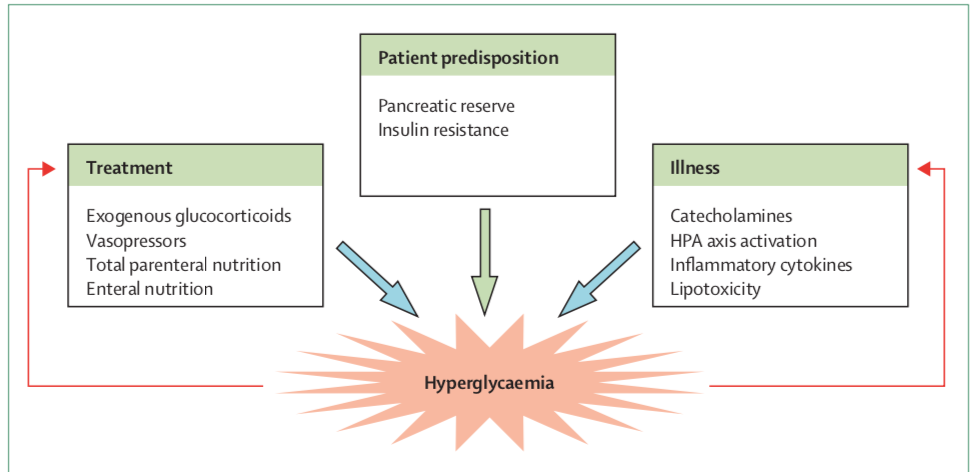 Patient predisposition
Pancreatic reserve
Insulin resistance
Treatment
Exogenous glucocorticoids
Vasopressors
Total parenteral nutrition
Enteral nutrition
Illness
Catecholamines
HPA axis activation
Inflammatory cytokines
Lipotoxicity
Hyperglycaemia